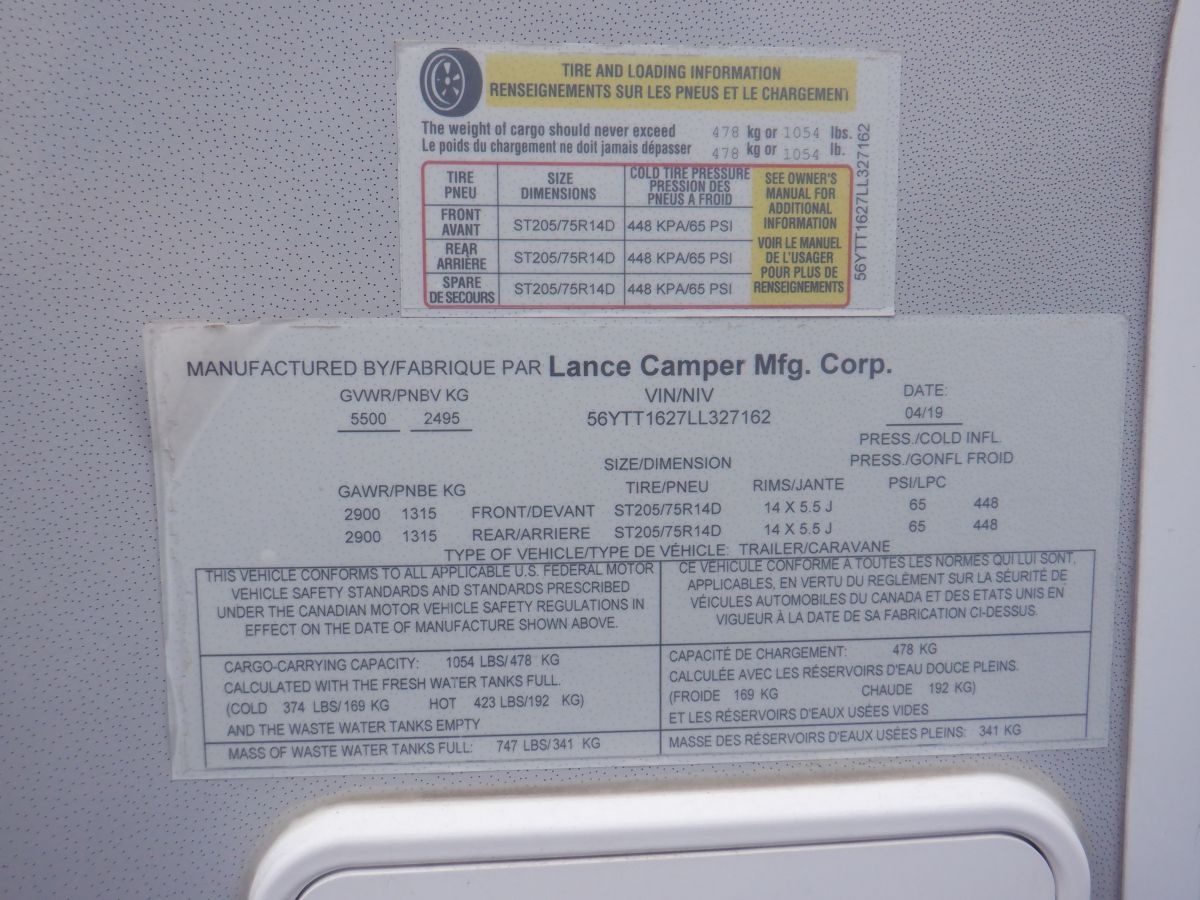 TIRE AND LOADING INFORMATION
RENSEIGNEMENTS SUR LES PNEUS ET LE CHARGEMENT
The weight of cargo should never exceed 478 kg or 1054 lbs.
Le poids du chargement ne doit jamais dépasser 478 kg or 1054 lb.
TIRE PNEU
SIZE DIMENSIONS
COLD TIRE PRESSURE
PRESSION DES
PNEUS A FROID
SEE OWNER'S
MANUAL FOR
ADDITIONAL
INFORMATION
VOIR LE MANUEL
DE L'USAGER
POUR PLUS DE
RENSEIGNEMENTS
FRONT AVANT ST205/75R14D 448 KPA/65 PSI
REAR ARRIÈRE ST205/75R14D 448 KPA/65 PSI
SPARE DE SECOURS ST205/75R14D 448 KPA/65 PSI
56YTT1627LL327162
MANUFACTURED BY/FABRIQUE PAR Lance Camper Mfg. Corp.
GVWR/PNBV KG VIN/NIV DATE:
5500 2495 56YTT1627LL327162 04/19
PRESS./COLD INFL.
SIZE/DIMENSION PRESS./GONFL FROID
GAWR/PNBE KG TIRE/PNEU RIMS/JANTE PSI/LPC
2900 1315 FRONT/DEVANT ST205/75R14D 14 X 5.5 J 65 448
2900 1315 REAR/ARRIERE ST205/75R14D 14 X 5.5 J 65 448
TYPE OF VEHICLE/TYPE DE VÉHICLE: TRAILER/CARAVANE
THIS VEHICLE CONFORMS TO ALL APPLICABLE U.S. FEDERAL MOTOR
VEHICLE SAFETY STANDARDS AND STANDARDS PRESCRIBED
UNDER THE CANADIAN MOTOR VEHICLE SAFETY REGULATIONS IN
EFFECT ON THE DATE OF MANUFACTURE SHOWN ABOVE.
CE VÉHICULE CONFORME A TOUTES LES NORMES QUI LUI SONT,
APPLICABLES, EN VERTU DU REGLÈMENT SUR LA SÉURITÉ DE
VÉICULES AUTOMOBILES DU CANADA ET DES ETATS UNIS EN
VIGUEUR À LA DATE DE SA FABRICATION CI-DESSUS.
CARGO-CARRYING CAPACITY: 1054 LBS/ 478 KG
CALCULATED WITH THE FRESH WATER TANKS FULL.
(COLD 374 LBS/ 169 KG HOT 423 LBS/192 KG)
AND THE WASTE WATER TANKS EMPTY
CAPACITÉ DE CHARGEMENT: 478 KG
CALCULÉE AVEC LES RÉSERVOIRS D'EAU DOUCE PLEINS.
(FROIDE 169 KG CHAUDE 192 KG)
ET LES RÉSERVOIRS D'EAUX USÉES VIDES
MASS OF WASTE WATER TANKS FULL: 747 LBS/ 341 KG
MASSE DES RÉSERVOIRS D'EAUX USÉES PLEINS: 341 KG